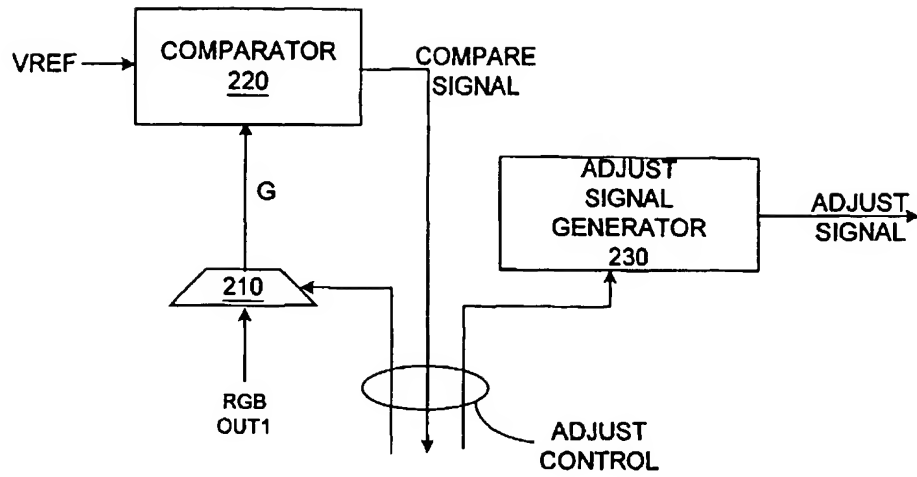 VREF
COMPARATOR
220
COMPARE
SIGNAL
G
ADJUST
SIGNAL
GENERATOR
230
ADJUST
SIGNAL
210
RGB
OUT1
ADJUST
CONTROL